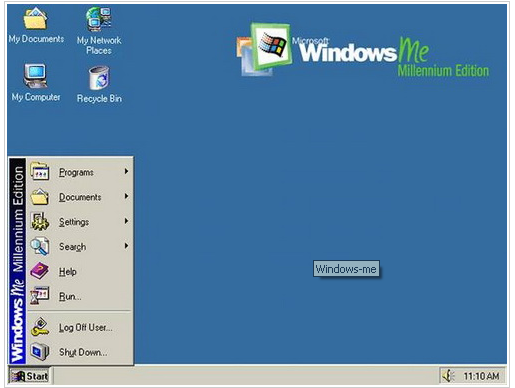 My Documents
My Network
Places
My Computer
Recycle Bin
Microsoft
Windows Me
Millennium Edition
Windows Me Millennium Edition
Programs
Documents
Settings
Search
Help
Run...
Log Off User...
Shut Down...
Windows-me
Start
11:10 AM